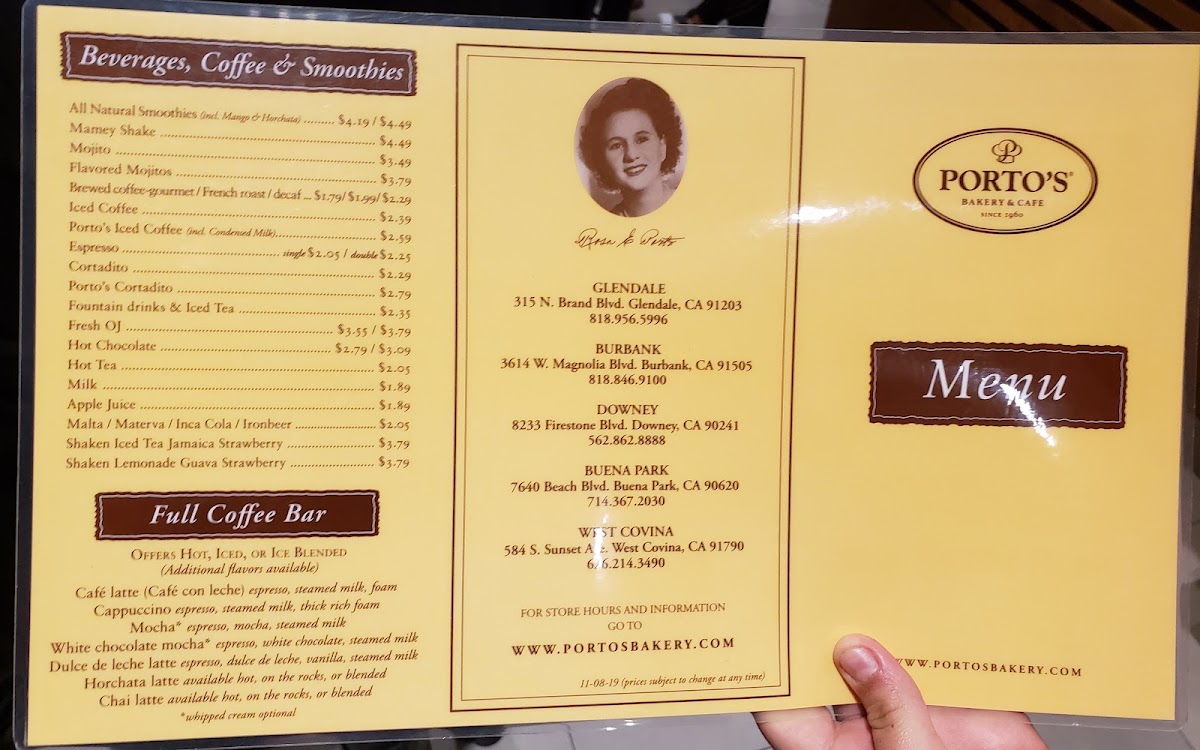 Beverages, Coffee & Smoothies
All Natural Smoothies (incl. Mango & Horchata) ......... $4.19 / $4.49
Mamey Shake ........ $4.49
Mojito ........ $3.49
Flavored Mojitos ........ $3.79
Brewed coffee-gourmet / French roast / decaf ... $1.79/ $1.99/ $2.29
Iced Coffee ........ $2.39
Porto's Iced Coffee (incl. Condensed Milk)........ $2.59
Espresso ........ single $2.05 / double $2.25
Cortadito ........ $2.29
Porto's Cortadito ........ $2.79
Fountain drinks & Iced Tea ........ $2.35
Fresh OJ ........ $3.55 / $3.79
Hot Chocolate ........ $2.79 / $3.09
Hot Tea ........ $2.05
Milk ........ $1.89
Apple Juice ........ $1.89
Malta / Materva / Inca Cola / Ironbeer ........ $2.05
Shaken Iced Tea Jamaica Strawberry ........ $3.79
Shaken Lemonade Guava Strawberry ........ $3.79
Full Coffee Bar
OFFERS HOT, ICED, OR ICE BLENDED
(Additional flavors available)
Café latte (Café con leche) espresso, steamed milk, foam
Cappuccino espresso, steamed milk, thick rich foam
Mocha* espresso, mocha, steamed milk
White chocolate mocha* espresso, white chocolate, steamed milk
Dulce de leche latte espresso, dulce de leche, vanilla, steamed milk
Horchata latte available hot, on the rocks, or blended
Chai latte available hot, on the rocks, or blended
*whipped cream optional
Rosa E Porto
GLENDALE
315 N. Brand Blvd. Glendale, CA 91203
818.956.5996
BURBANK
3614 W. Magnolia Blvd. Burbank, CA 91505
818.846.9100
DOWNEY
8233 Firestone Blvd. Downey, CA 90241
562.862.8888
BUENA PARK
7640 Beach Blvd. Buena Park, CA 90620
714.367.2030
WEST COVINA
584 S. Sunset Ave. West Covina, CA 91790
626.214.3490
FOR STORE HOURS AND INFORMATION
GO TO
WWW.PORTOSBAKERY.COM
11-08-19 (prices subject to change at any time)
PORTO'S®
BAKERY & CAFE
SINCE 1960
Menu
WWW.PORTOSBAKERY.COM